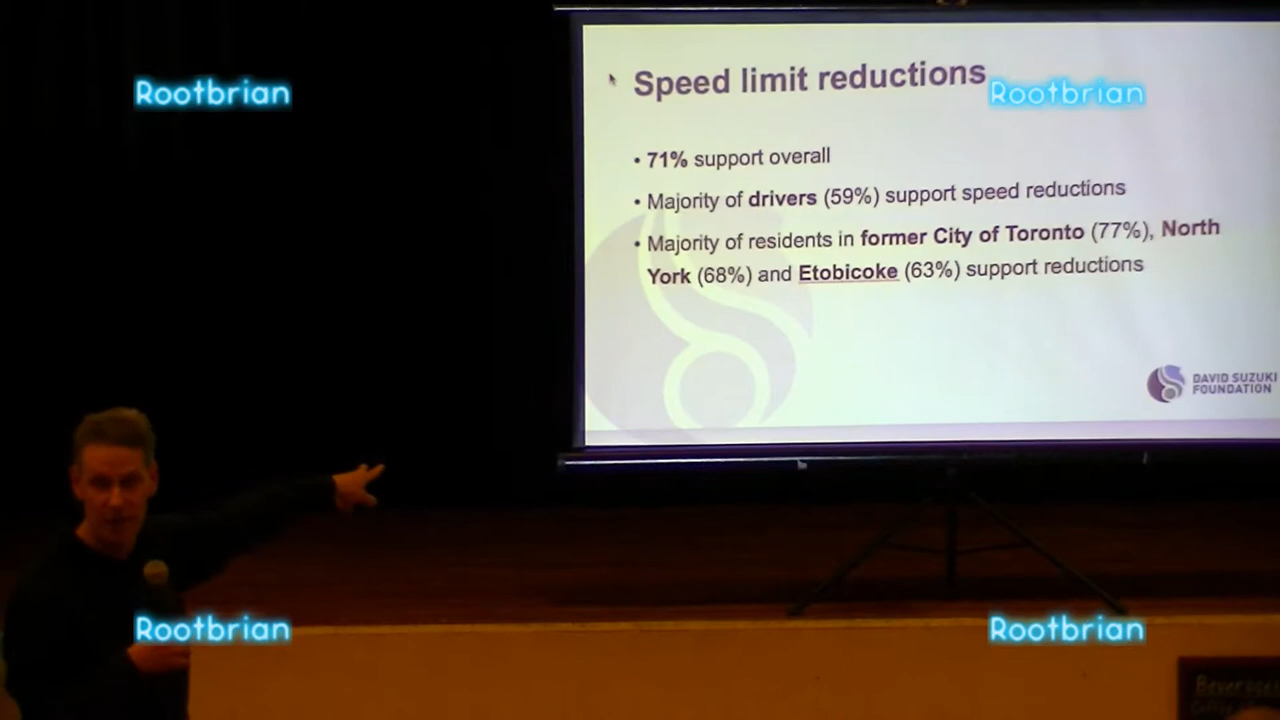 Rootbrian
Speed limit reductions
Rootbrian
• 71% support overall
• Majority of drivers (59%) support speed reductions
• Majority of residents in former City of Toronto (77%), North
York (68%) and Etobicoke (63%) support reductions
DAVID SUZUKI
FOUNDATION
Rootbrian
Rootbrian